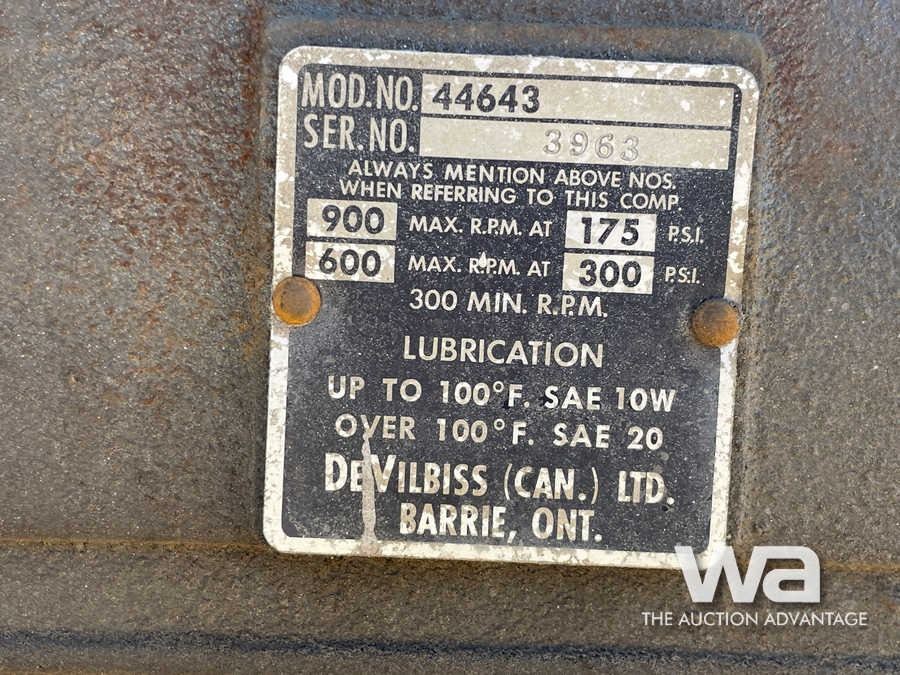 MOD.NO. 44643
SER.NO. 3963
ALWAYS MENTION ABOVE NOS.
WHEN REFERRING TO THIS COMP.
900 MAX. R.P.M. AT 175 P.S.I.
600 MAX. R.P.M. AT 300 P.S.I.
300 MIN. R.P.M.
LUBRICATION
UP TO 100°F. SAE 10W
OVER 100°F. SAE 20
DEVILBISS (CAN.) LTD.
BARRIE, ONT.
wa
THE AUCTION ADVANTAGE